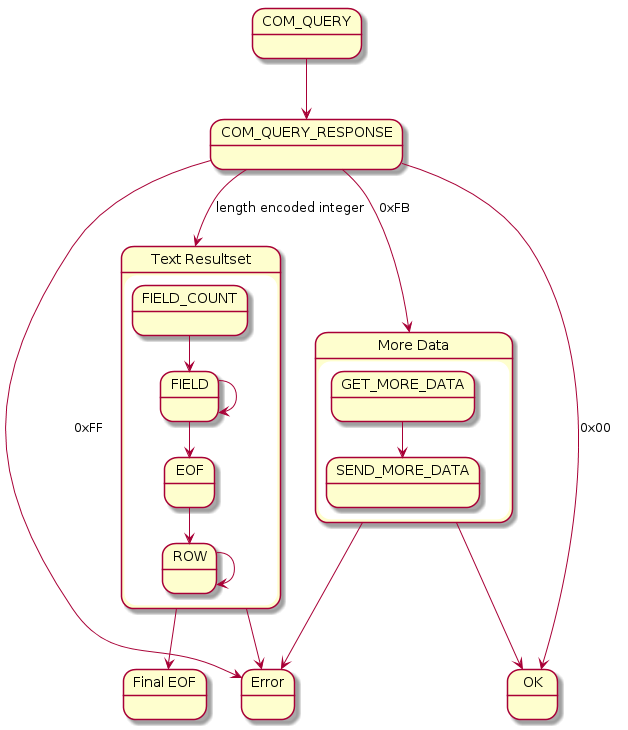 COM_QUERY
COM_QUERY_RESPONSE
length encoded integer
0xFB
Text Resultset
FIELD_COUNT
More Data
FIELD
GET_MORE_DATA
0xFF
0x00
EOF
SEND_MORE_DATA
ROW
Final EOF
Error
OK